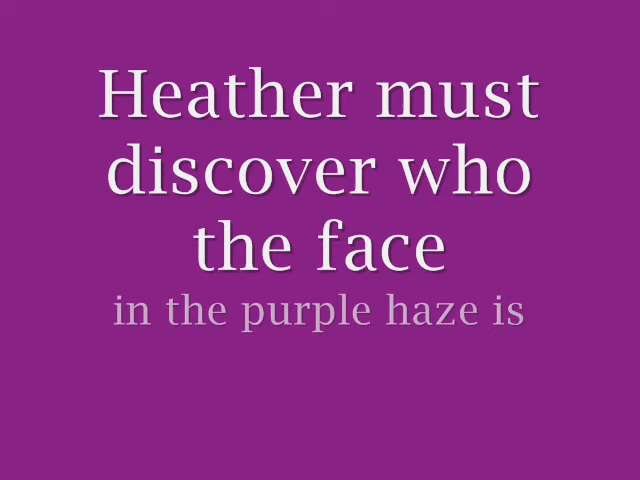 Heather must
discover who
the face
in the purple haze is